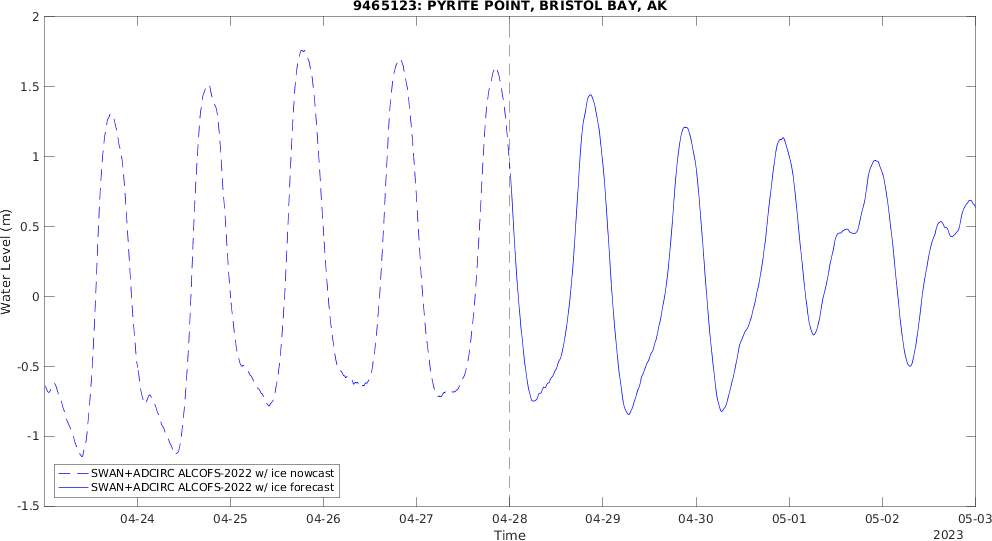 9465123: PYRITE POINT, BRISTOL BAY, AK
2
1.5
1
0.5
0
-0.5
-1
-1.5
Water Level (m)
SWAN+ADCIRC ALCOFS-2022 w/ ice nowcast
SWAN+ADCIRC ALCOFS-2022 w/ ice forecast
04-24 04-25 04-26 04-27 04-28 04-29 04-30 05-01 05-02 05-03
Time
2023